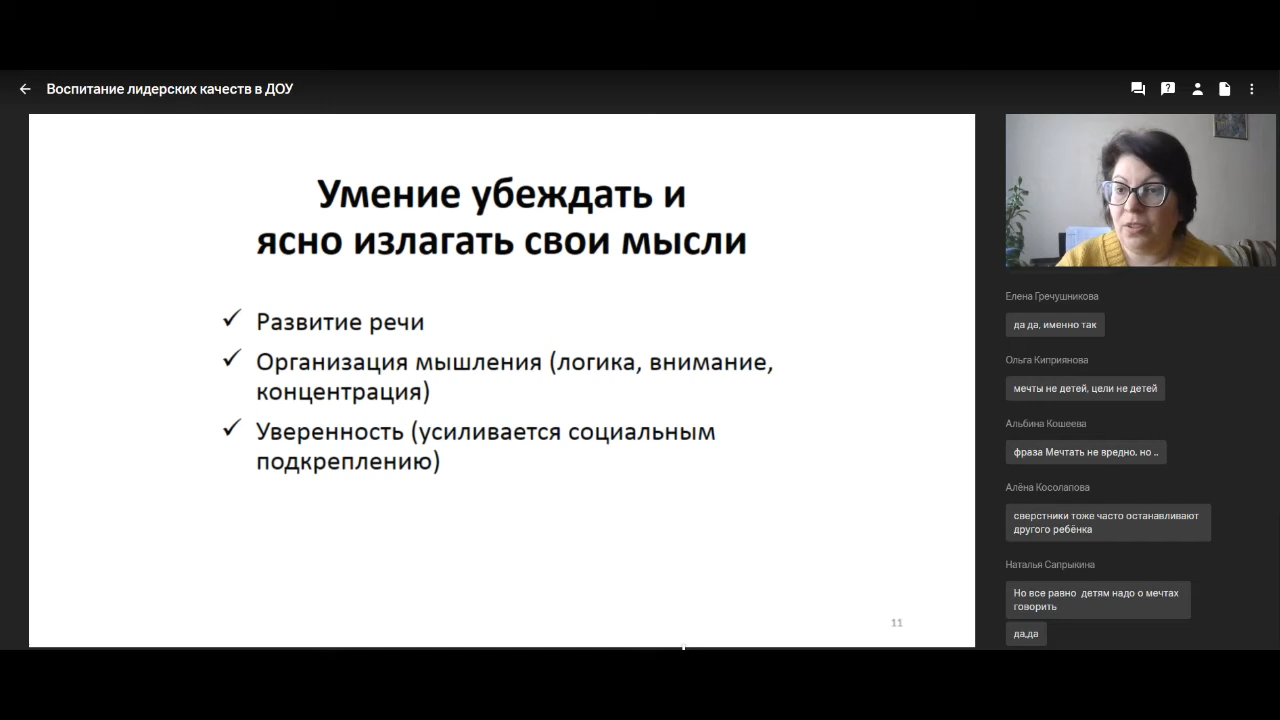 Воспитание лидерских качеств в ДОУ
Умение убеждать и
ясно излагать свои мысли
✓ Развитие речи
✓ Организация мышления (логика, внимание,
концентрация)
✓ Уверенность (усиливается социальным
подкреплению)
11
Елена Гречушникова
да да, именно так
Ольга Киприянова
мечты не детей, цели не детей
Альбина Кошеева
фраза Мечтать не вредно, но ..
Алёна Косолапова
сверстники тоже часто останавливают
другого ребёнка
Наталья Сапрыкина
Но все равно детям надо о мечтах
говорить
да,да